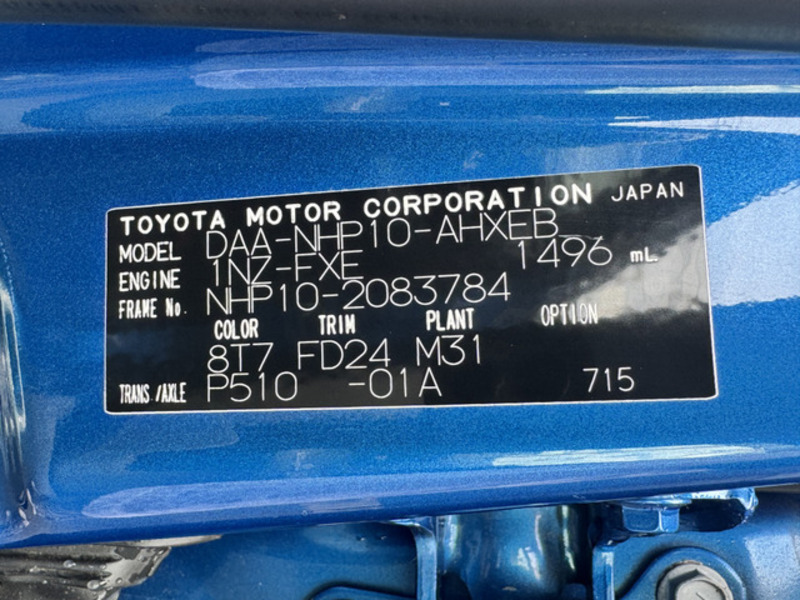 TOYOTA MOTOR CORPORATION JAPAN
MODEL DAA-NHP10-AHXEB
ENGINE 1NZ-FXE 1496 mL
FRAME No. NHP10-2083784
COLOR TRIM PLANT OPTION
8T7 FD24 M31
TRANS./AXLE P510 -01A 715